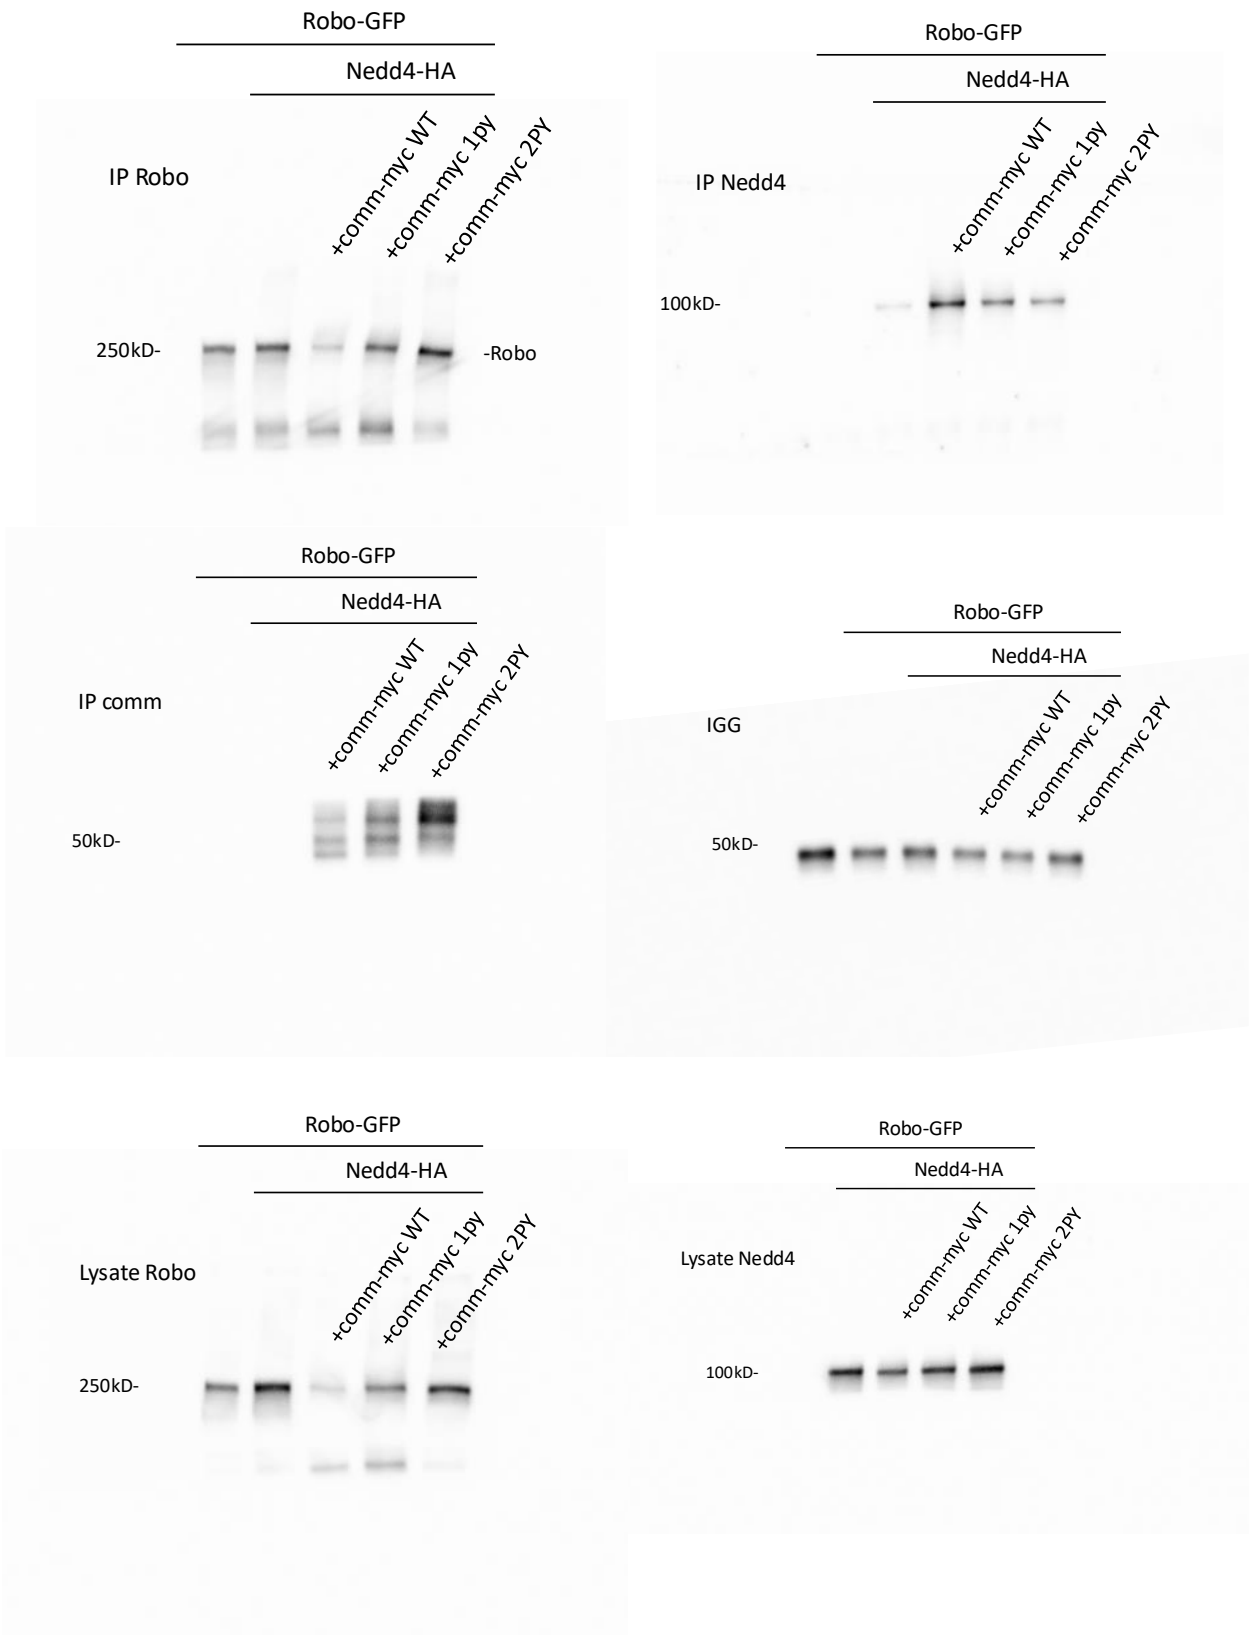 Robo-GFP
Nedd4-HA
+comm-myc WT
+comm-myc 1py
+comm-myc 2PY
IP Robo
250kD-
-Robo
Robo-GFP
Nedd4-HA
+comm-myc WT
+comm-myc 1py
+comm-myc 2PY
IP Nedd4
100kD-
Robo-GFP
Nedd4-HA
+comm-myc WT
+comm-myc 1py
+comm-myc 2PY
IP comm
50kD-
Robo-GFP
Nedd4-HA
+comm-myc WT
+comm-myc 1py
+comm-myc 2PY
IGG
50kD-
Robo-GFP
Nedd4-HA
+comm-myc WT
+comm-myc 1py
+comm-myc 2PY
Lysate Robo
250kD-
Robo-GFP
Nedd4-HA
+comm-myc WT
+comm-myc 1py
+comm-myc 2PY
Lysate Nedd4
100kD-